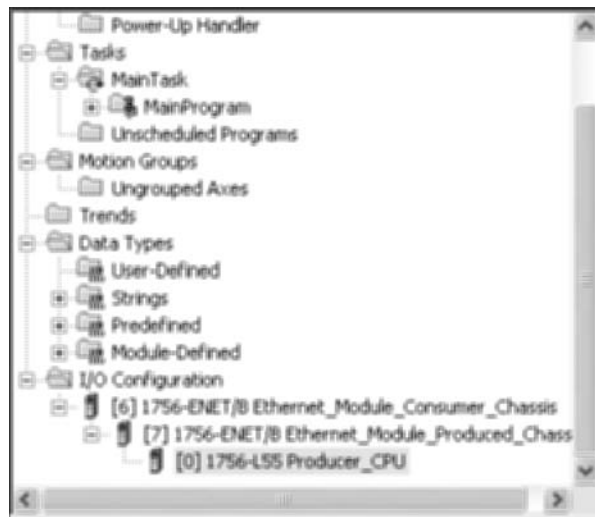 Power-Up Handler
Tasks
MainTask
MainProgram
Unscheduled Programs
Motion Groups
Ungrouped Axes
Trends
Data Types
User-Defined
Strings
Predefined
Module-Defined
I/O Configuration
[6] 1756-ENET/B Ethernet_Module_Consumer_Chassis
[7] 1756-ENET/B Ethernet_Module_Produced_Chass
[0] 1756-L55 Producer_CPU